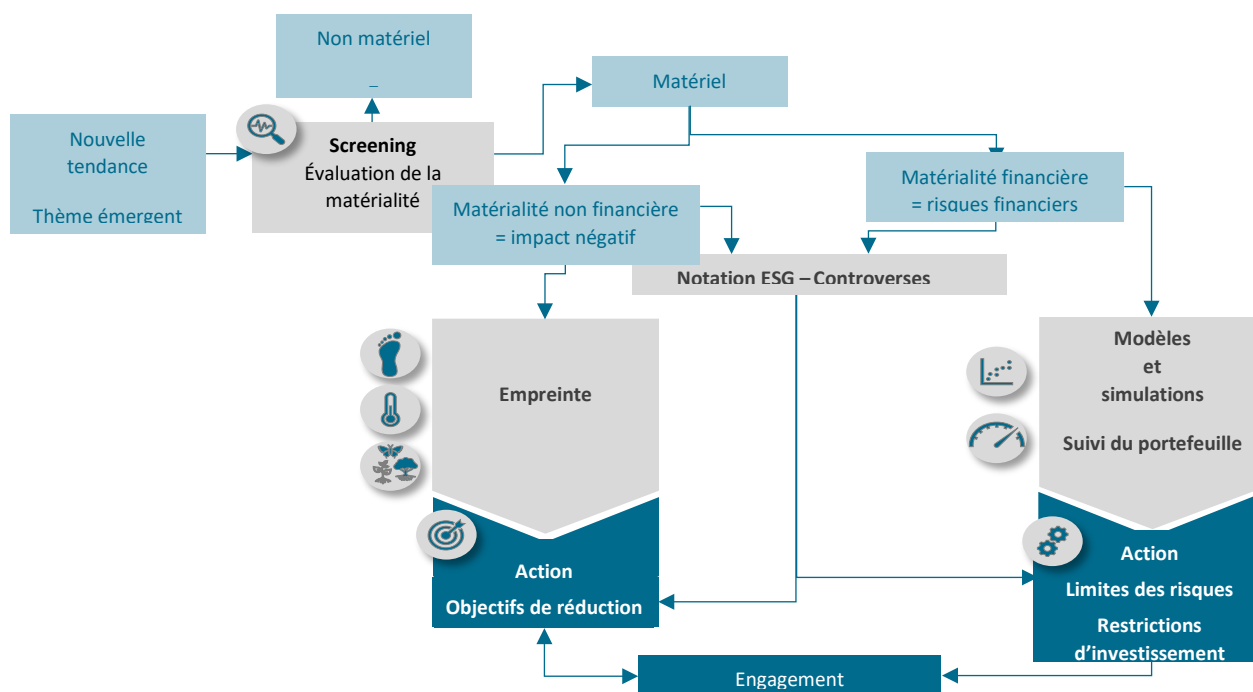 Non matériel
–
Matériel
Nouvelle
tendance
Thème émergent
Screening
Évaluation de la
matérialité
Matérialité non financière
= impact négatif
Matérialité financière
= risques financiers
Notation ESG – Controverses
Empreinte
Modèles
et
simulations
Suivi du portefeuille
Action
Objectifs de réduction
Action
Limites des risques
Restrictions
d’investissement
Engagement